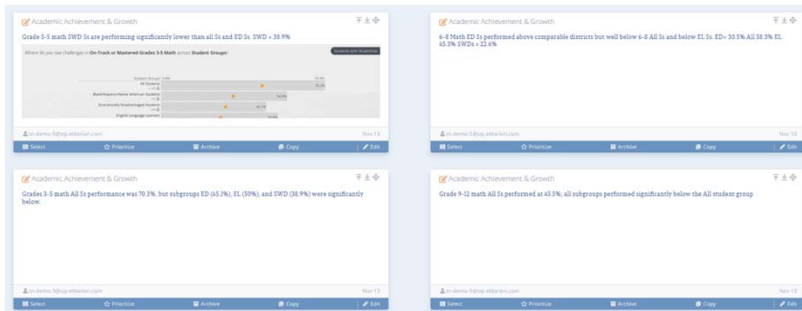 Academic Achievement & Growth
Grade 3-5 math SWD Ss are performing significantly lower than all Ss and ED Ss. SWD = 38.9%
Where do you see challenges in On-Track or Mastered Grades 3-5 Math across Student Groups?
Students with disabilities
All Students
Economically Disadvantaged Students
English Language Learners
Nov 13
Select Prioritize Archive Copy Edit
Academic Achievement & Growth
6-8 Math ED Ss performed above comparable districts but well below 6-8 All Ss and below EL Ss. ED= 30.5% All 58.3% EL
45.3% SWDs = 22.6%
Nov 13
Select Prioritize Archive Copy Edit
Academic Achievement & Growth
Grades 3-5 math All Ss performance was 70.3%, but subgroups ED (45.1%), EL (50%), and SWD (38.9%) were significantly
below.
Nov 13
Select Prioritize Archive Copy Edit
Academic Achievement & Growth
Grade 9-12 math All Ss performed at 45.5%; all subgroups performed significantly below the All student group
Nov 13
Select Prioritize Archive Copy Edit